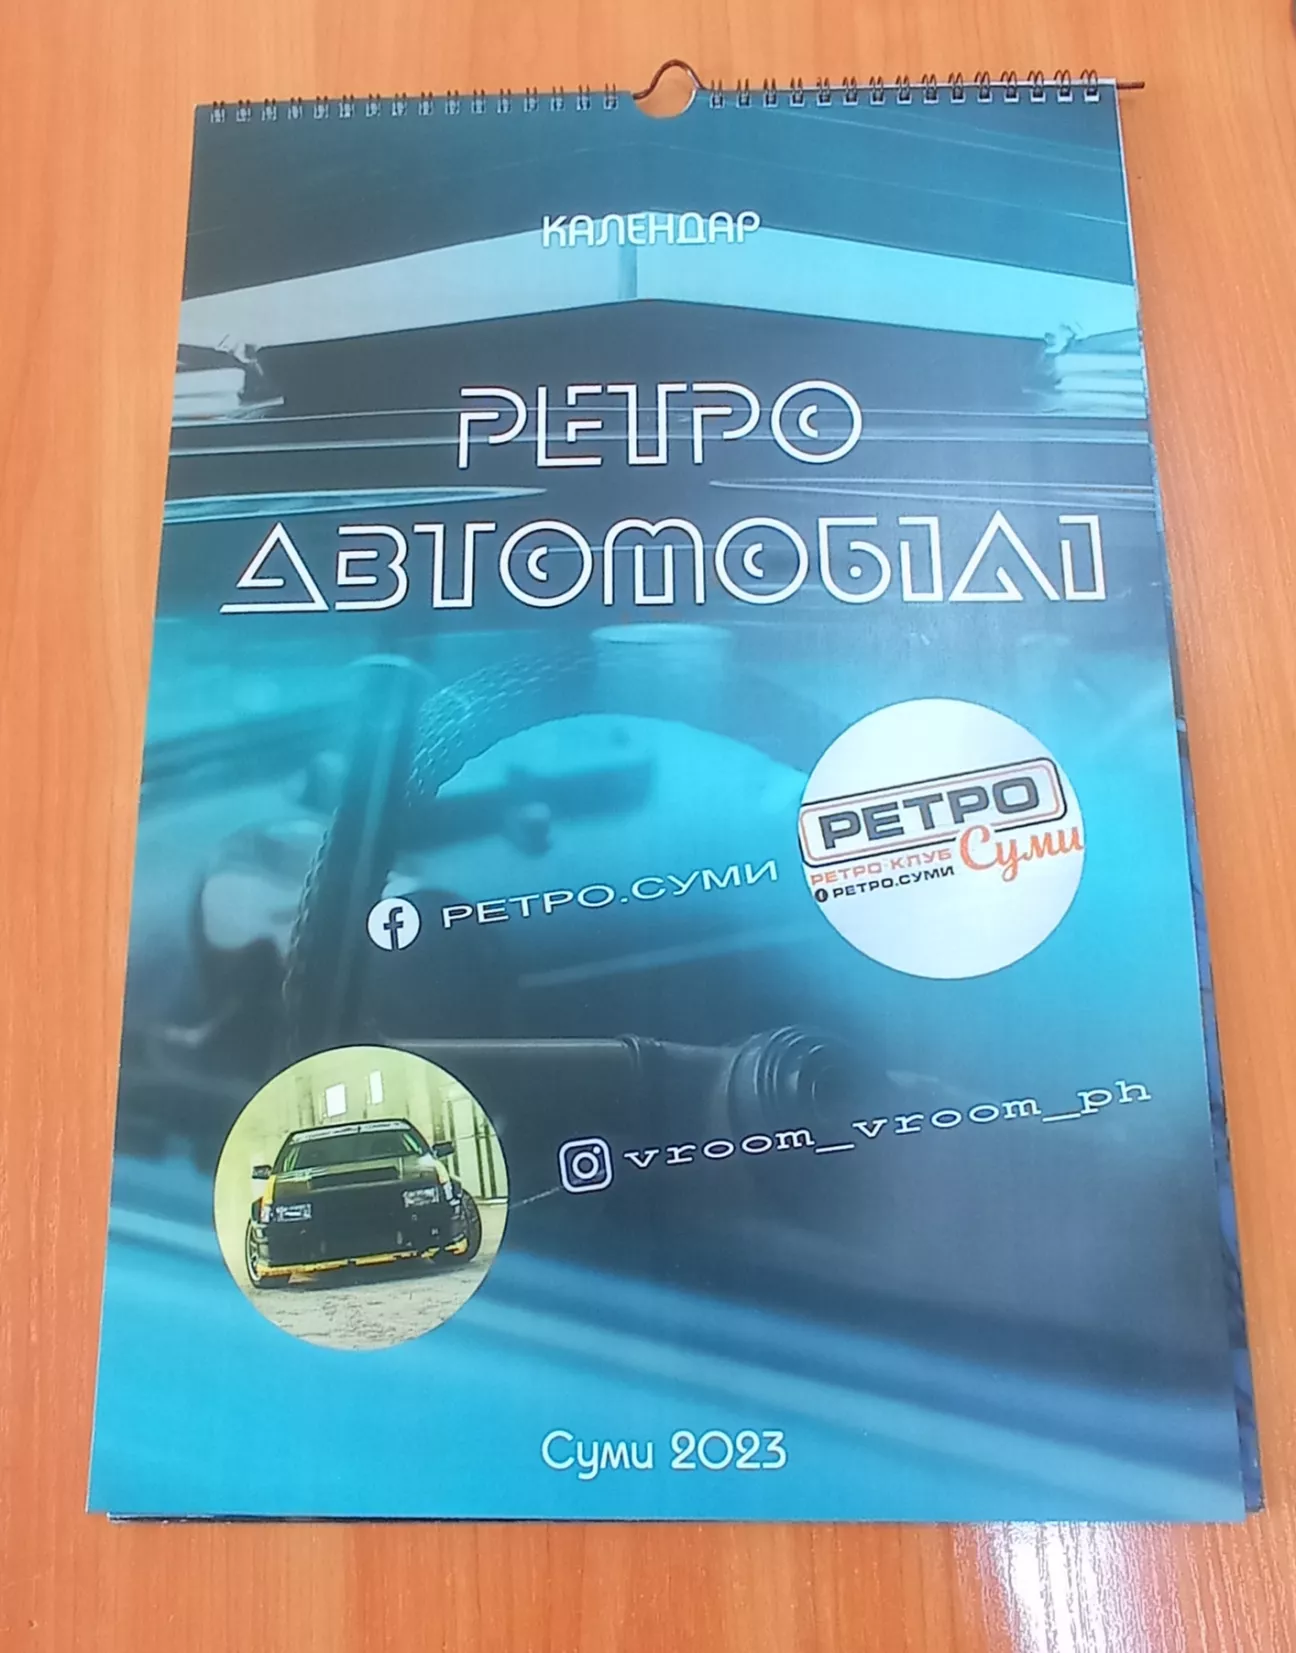 КАЛЕНДАР
РЕТРО
АВТОМОБІЛІ
РЕТРО
Суми
РЕТРО-КЛУБ
РЕТРО.СУМИ
РЕТРО.СУМИ
vroom_vroom_ph
Суми 2023